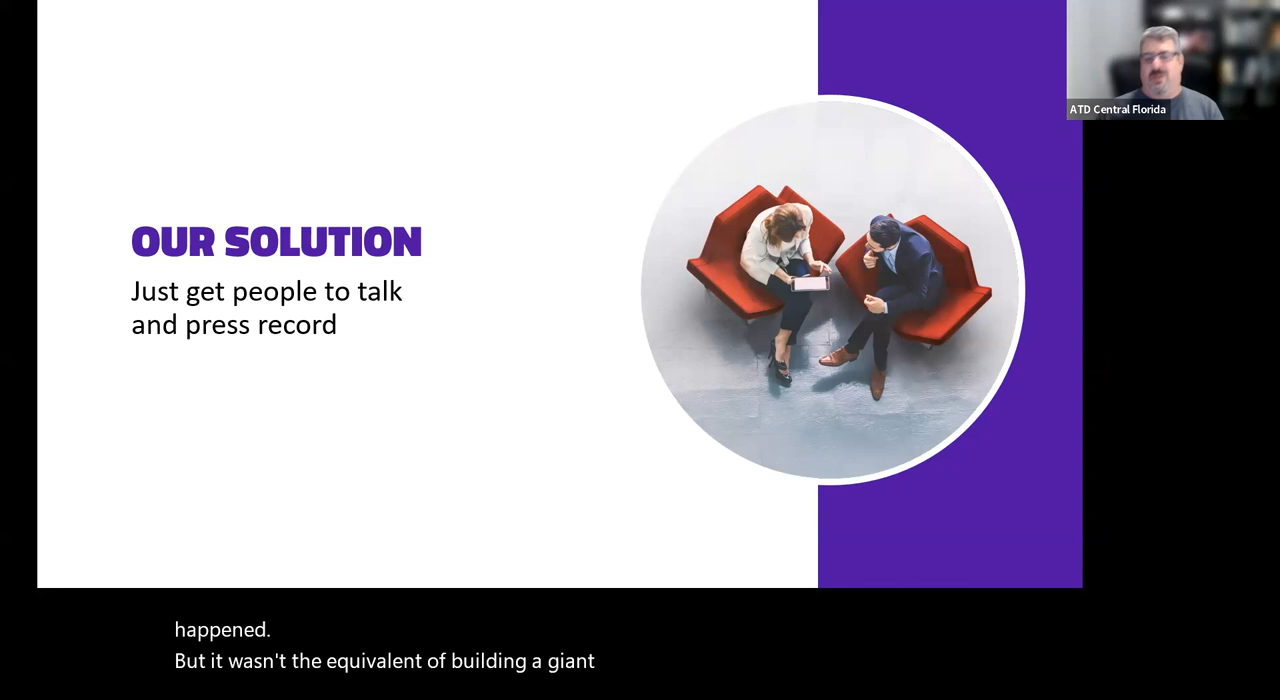 ATD Central Florida
OUR SOLUTION
Just get people to talk
and press record
happened.
But it wasn't the equivalent of building a giant